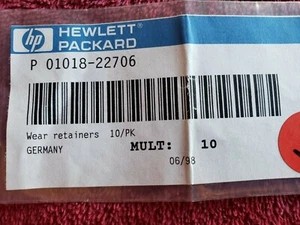 hp HEWLETT®
PACKARD
P 01018-22706
Wear retainers 10/PK
GERMANY MULT: 10
06/98